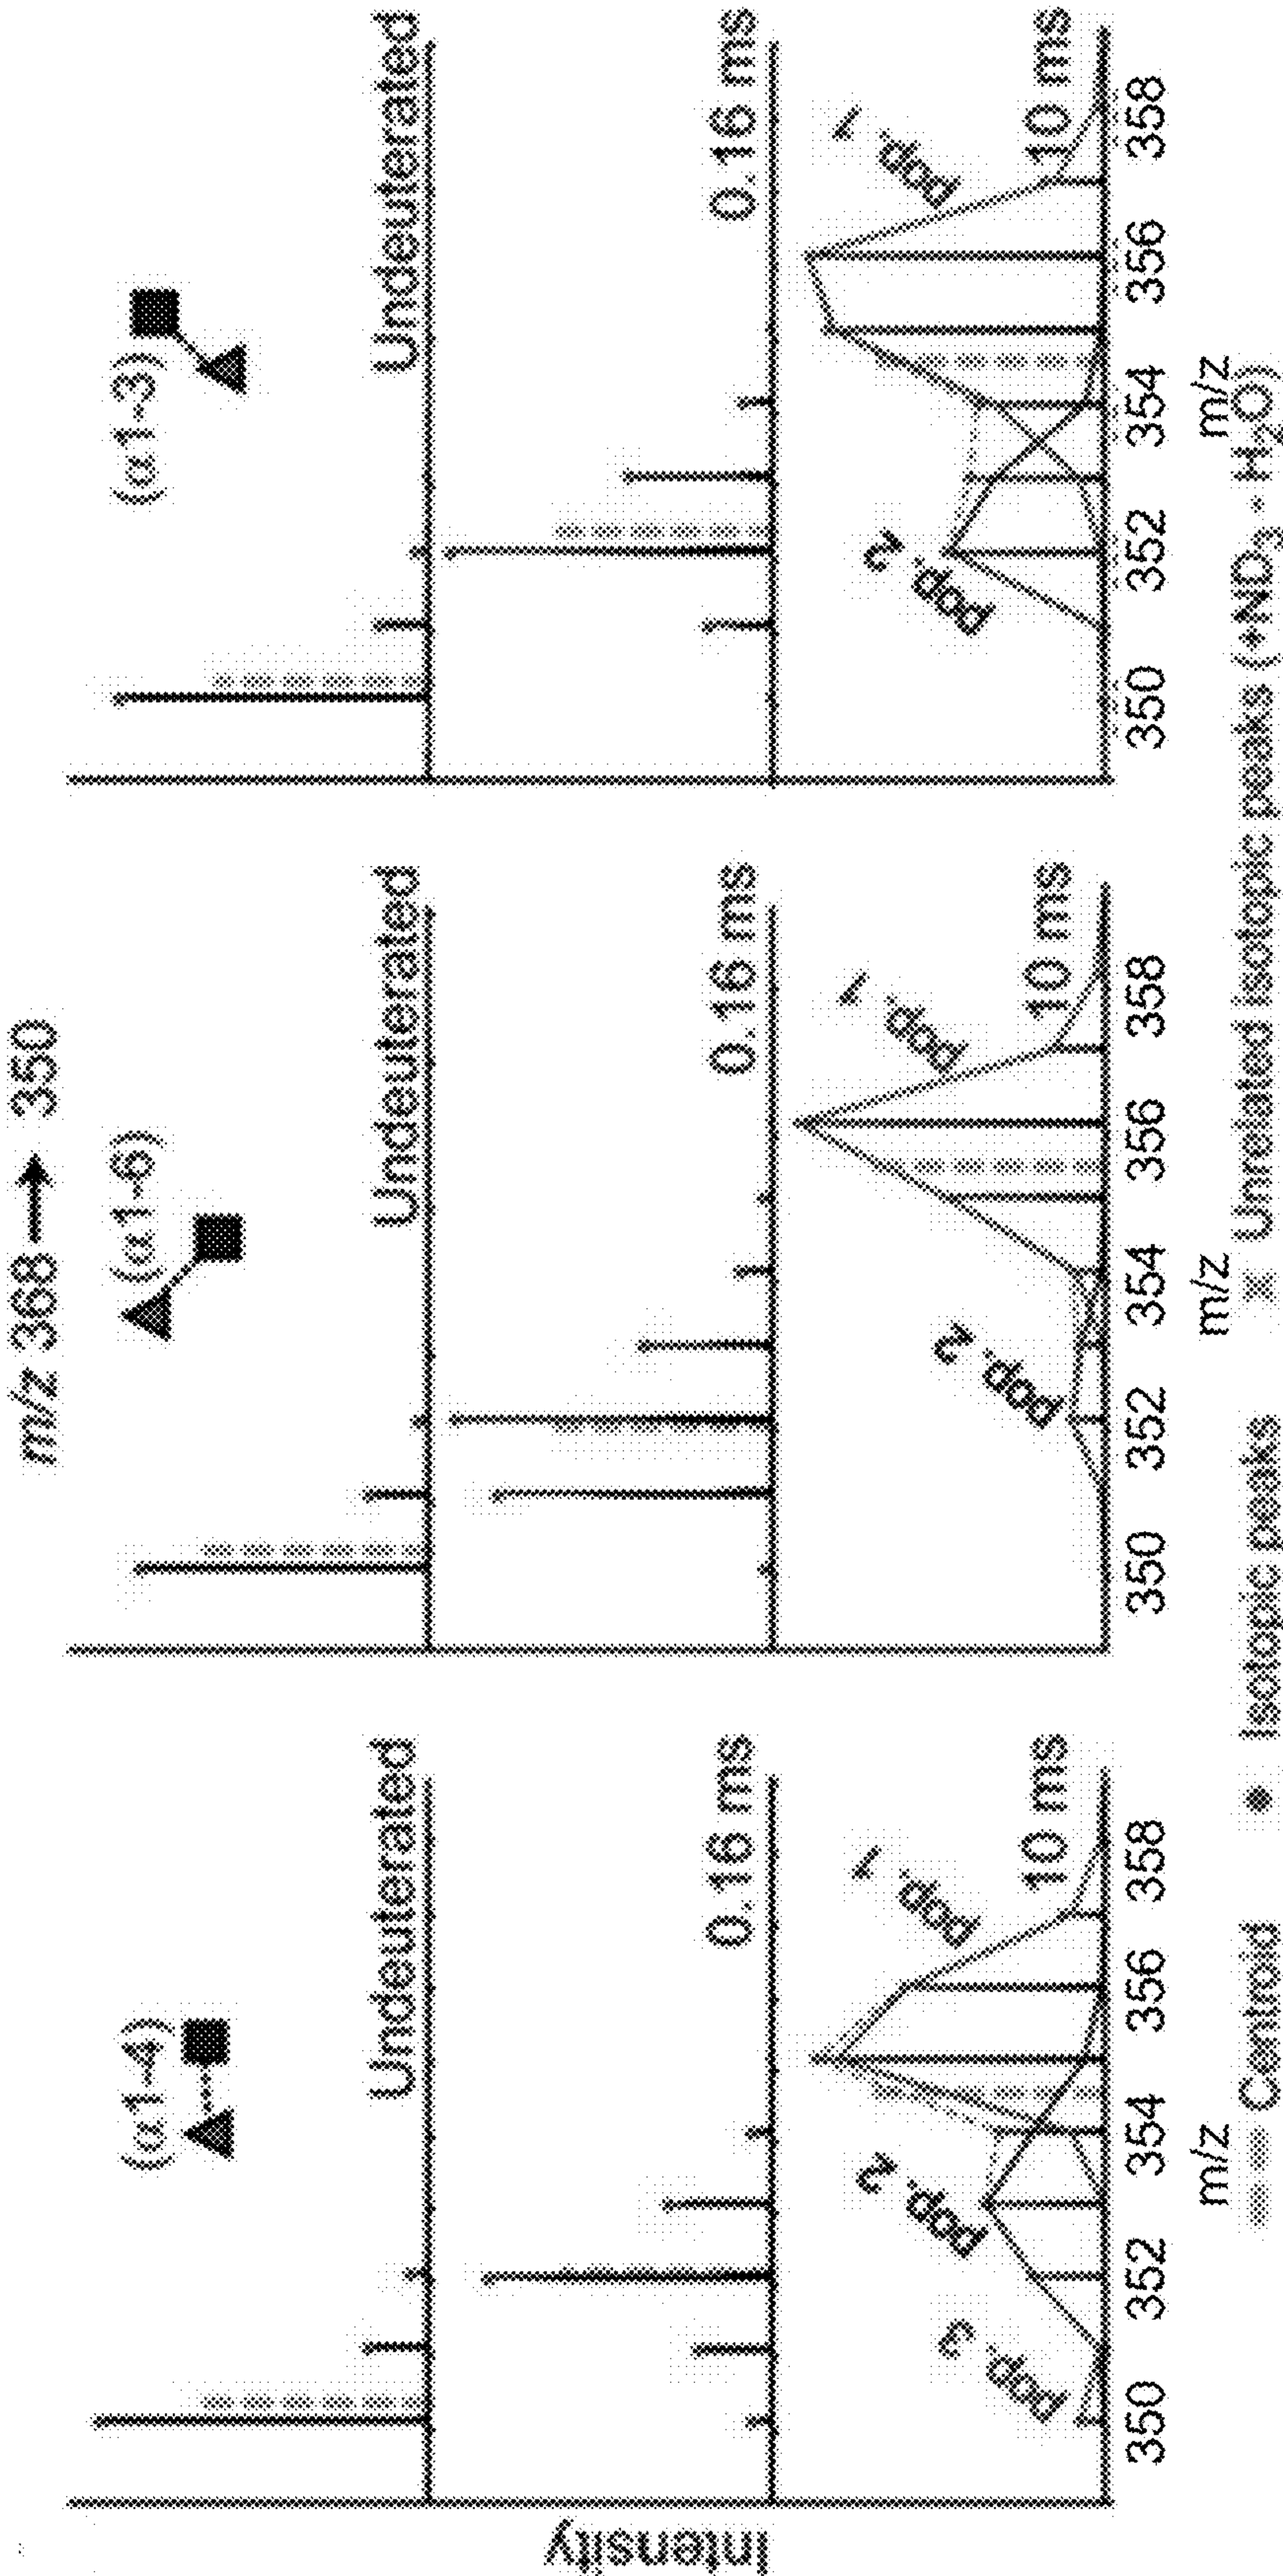 m/z 368 → 350
(α1-4)
(α1-6)
(α1-3)
Undeuterated
Undeuterated
Undeuterated
Intensity
0.16 ms
0.16 ms
0.16 ms
pop. 3
pop. 2
pop. 1
10 ms
pop. 2
pop. 1
10 ms
pop. 2
pop. 1
10 ms
350 352 354 356 358
350 352 354 356 358
350 352 354 356 358
m/z
m/z
m/z
Centroid
Isotopic peaks
Unrelated isotopic peaks (+ND₃ - H₂O)